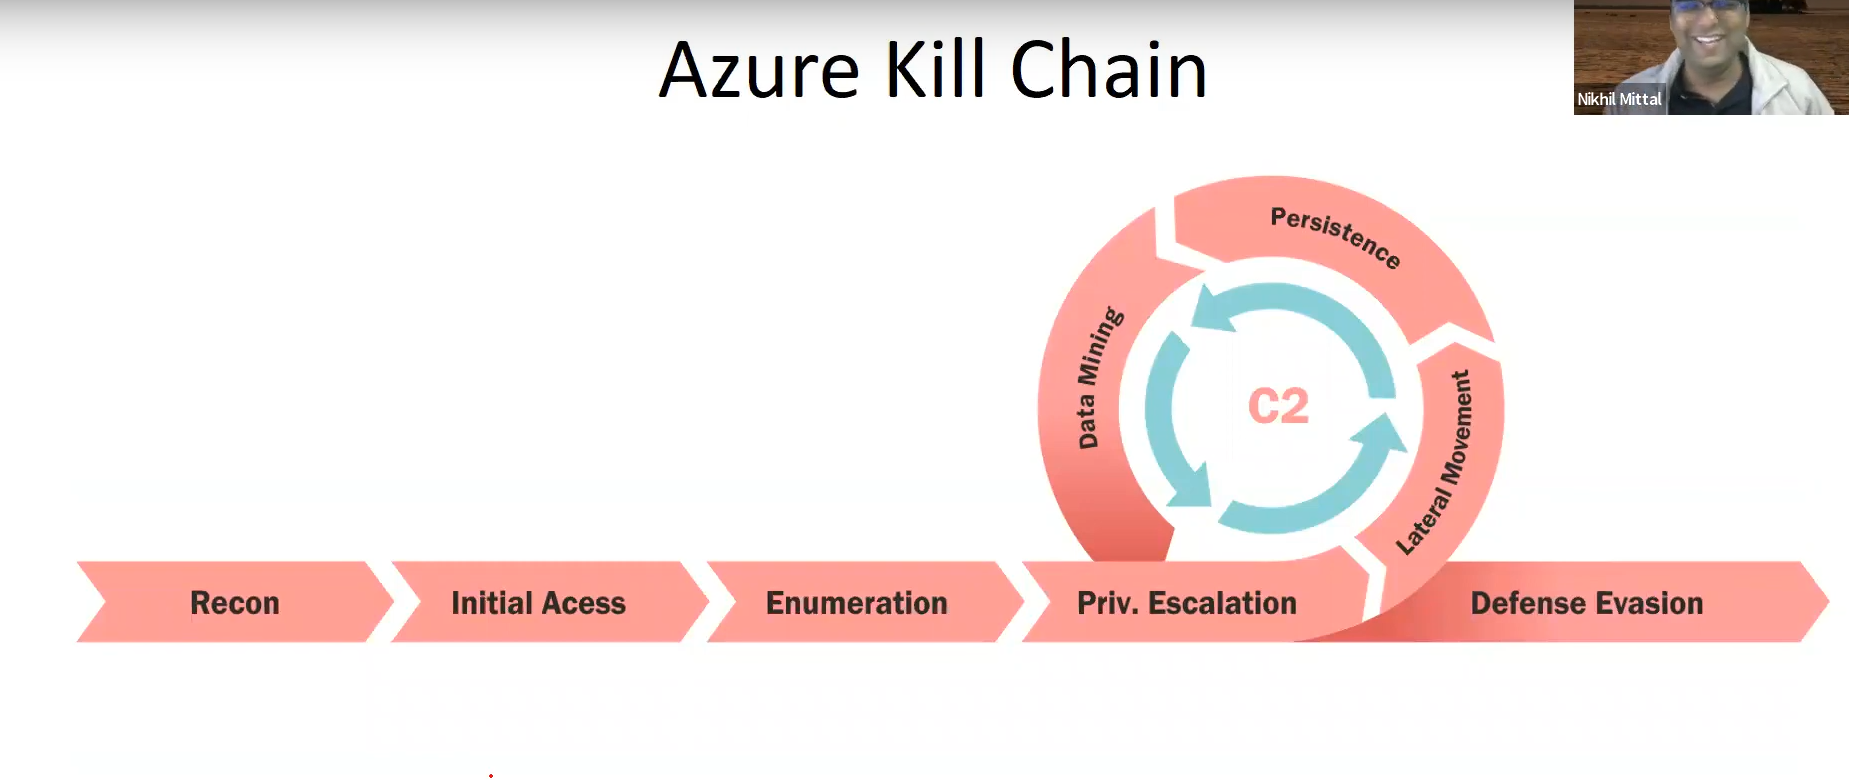 Azure Kill Chain
Nikhil Mittal
Persistence
Data Mining
C2
Lateral Movement
Recon
Initial Acess
Enumeration
Priv. Escalation
Defense Evasion